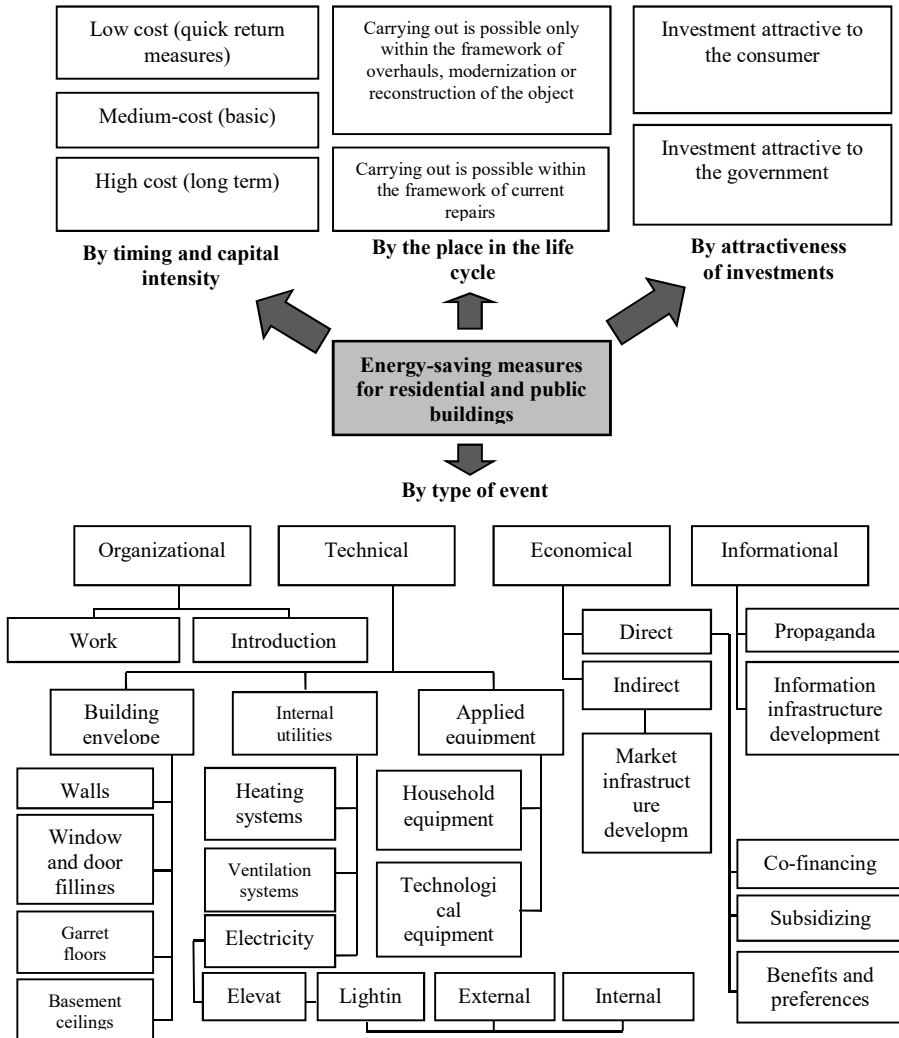 Low cost (quick return
measures)
Medium-cost (basic)
High cost (long term)
By timing and capital
intensity
Carrying out is possible only
within the framework of
overhauls, modernization or
reconstruction of the object
Carrying out is possible within
the framework of current
repairs
By the place in the life
cycle
Investment attractive to
the consumer
Investment attractive to
the government
By attractiveness
of investments
Energy-saving measures
for residential and public
buildings
By type of event
Organizational
Technical
Economical
Informational
Work
Introduction
Direct
Propaganda
Indirect
Information
infrastructure
development
Building
envelope
Internal
utilities
Applied
equipment
Market
infrastruct
ure
developm
Walls
Window
and door
fillings
Garret
floors
Basement
ceilings
Heating
systems
Ventilation
systems
Electricity
Elevat
Lightin
External
Internal
Household
equipment
Technologi
cal
equipment
Co-financing
Subsidizing
Benefits and
preferences